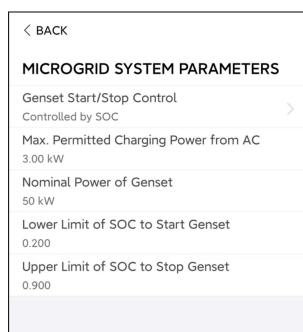 < BACK
MICROGRID SYSTEM PARAMETERS
Genset Start/Stop Control
Controlled by SOC
Max. Permitted Charging Power from AC
3.00 kW
Nominal Power of Genset
50 kW
Lower Limit of SOC to Start Genset
0.200
Upper Limit of SOC to Stop Genset
0.900